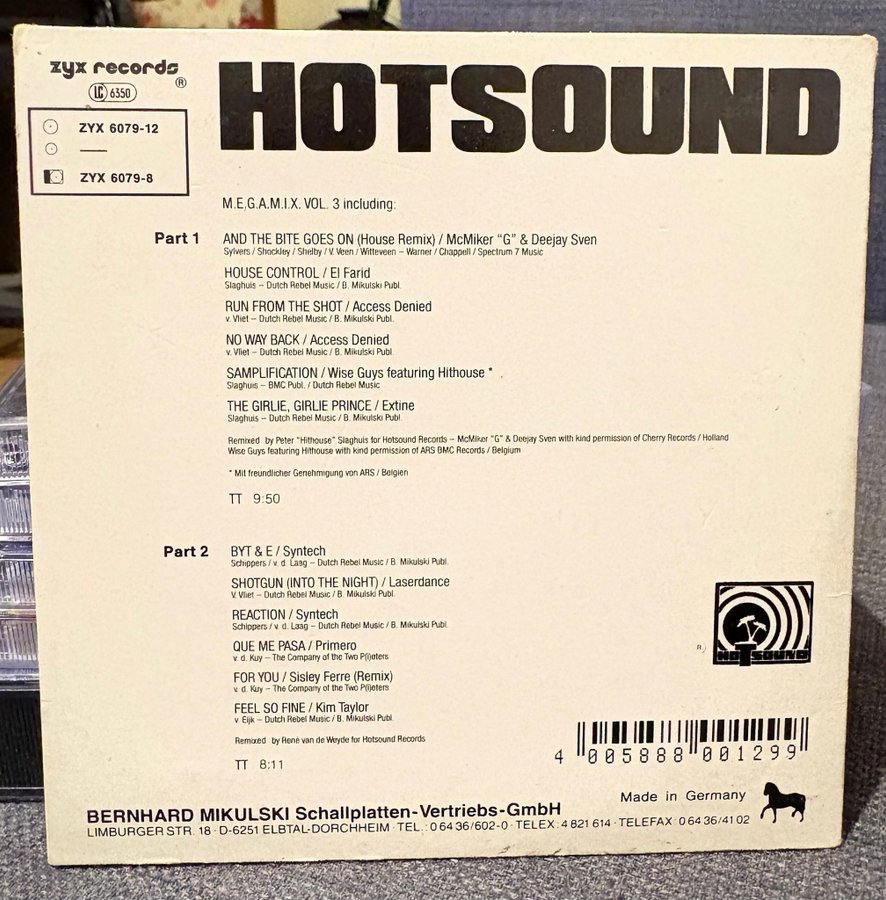 zyx records
®
LC 6350
HOTSOUND
ZYX 6079-12
ZYX 6079-8
M.E.G.A.M.I.X. VOL. 3 including:
Part 1
AND THE BITE GOES ON (House Remix) / McMiker "G" & Deejay Sven
Sylvers / Shockley / Shelby / V. Veen / Witteveen – Warner / Chappell / Spectrum 7 Music
HOUSE CONTROL / El Farid
Slaghuis – Dutch Rebel Music / B. Mikulski Publ.
RUN FROM THE SHOT / Access Denied
v. Vliet – Dutch Rebel Music / B. Mikulski Publ.
NO WAY BACK / Access Denied
v. Vliet – Dutch Rebel Music / B. Mikulski Publ.
SAMPLIFICATION / Wise Guys featuring Hithouse *
Slaghuis – BMC Publ. / Dutch Rebel Music
THE GIRLIE, GIRLIE PRINCE / Extine
Slaghuis – Dutch Rebel Music / B. Mikulski Publ.
Remixed by Peter "Hithouse" Slaghuis for Hotsound Records – McMiker "G" & Deejay Sven with kind permission of Cherry Records / Holland
Wise Guys featuring Hithouse with kind permission of ARS BMC Records / Belgium
* Mit freundlicher Genehmigung von ARS / Belgien
TT 9:50
Part 2
BYT & E / Syntech
Schippers / v. d. Laag – Dutch Rebel Music / B. Mikulski Publ.
SHOTGUN (INTO THE NIGHT) / Laserdance
V. Vliet – Dutch Rebel Music / B. Mikulski Publ.
REACTION / Syntech
Schippers / v. d. Laag – Dutch Rebel Music / B. Mikulski Publ.
QUE ME PASA / Primero
v. d. Kuy – The Company of the Two P(i)eters
FOR YOU / Sisley Ferre (Remix)
v. d. Kuy – The Company of the Two P(i)eters
FEEL SO FINE / Kim Taylor
v. Eijk – Dutch Rebel Music / B. Mikulski Publ.
Remixed by René van de Weyde for Hotsound Records
TT 8:11
R)
HOTSOUND
4 005888 001299
Made in Germany
BERNHARD MIKULSKI Schallplatten-Vertriebs-GmbH
LIMBURGER STR. 18 · D-6251 ELBTAL-DORCHHEIM · TEL.: 0 64 36/602-0 · TELEX: 4 821 614 · TELEFAX: 0 64 36/41 02